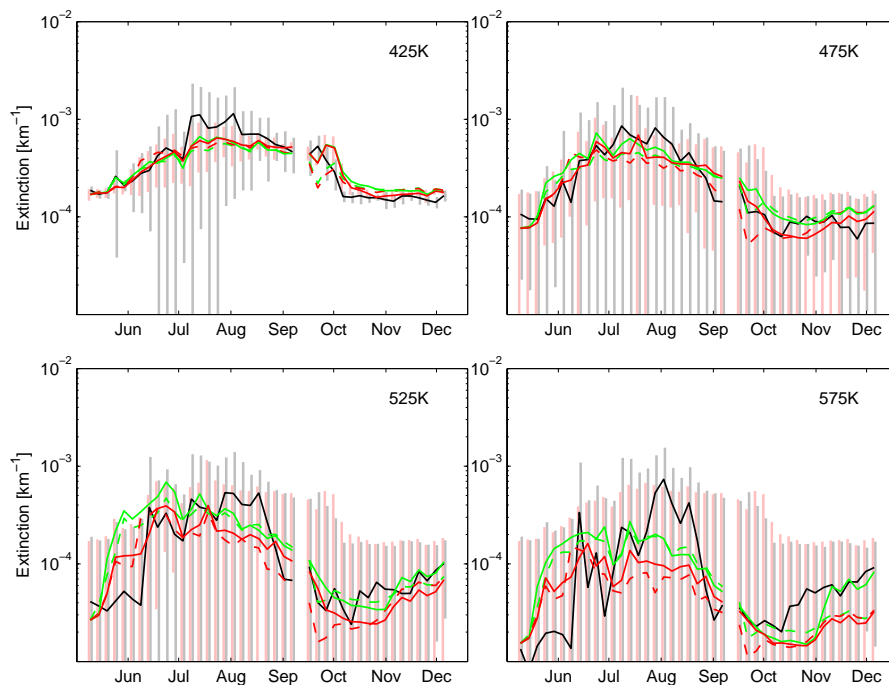 10^-2
10^-3
10^-4
Extinction [km^-1]
425K
Jun Jul Aug Sep Oct Nov Dec
10^-2
10^-3
10^-4
475K
Jun Jul Aug Sep Oct Nov Dec
10^-2
10^-3
10^-4
Extinction [km^-1]
525K
Jun Jul Aug Sep Oct Nov Dec
10^-2
10^-3
10^-4
575K
Jun Jul Aug Sep Oct Nov Dec